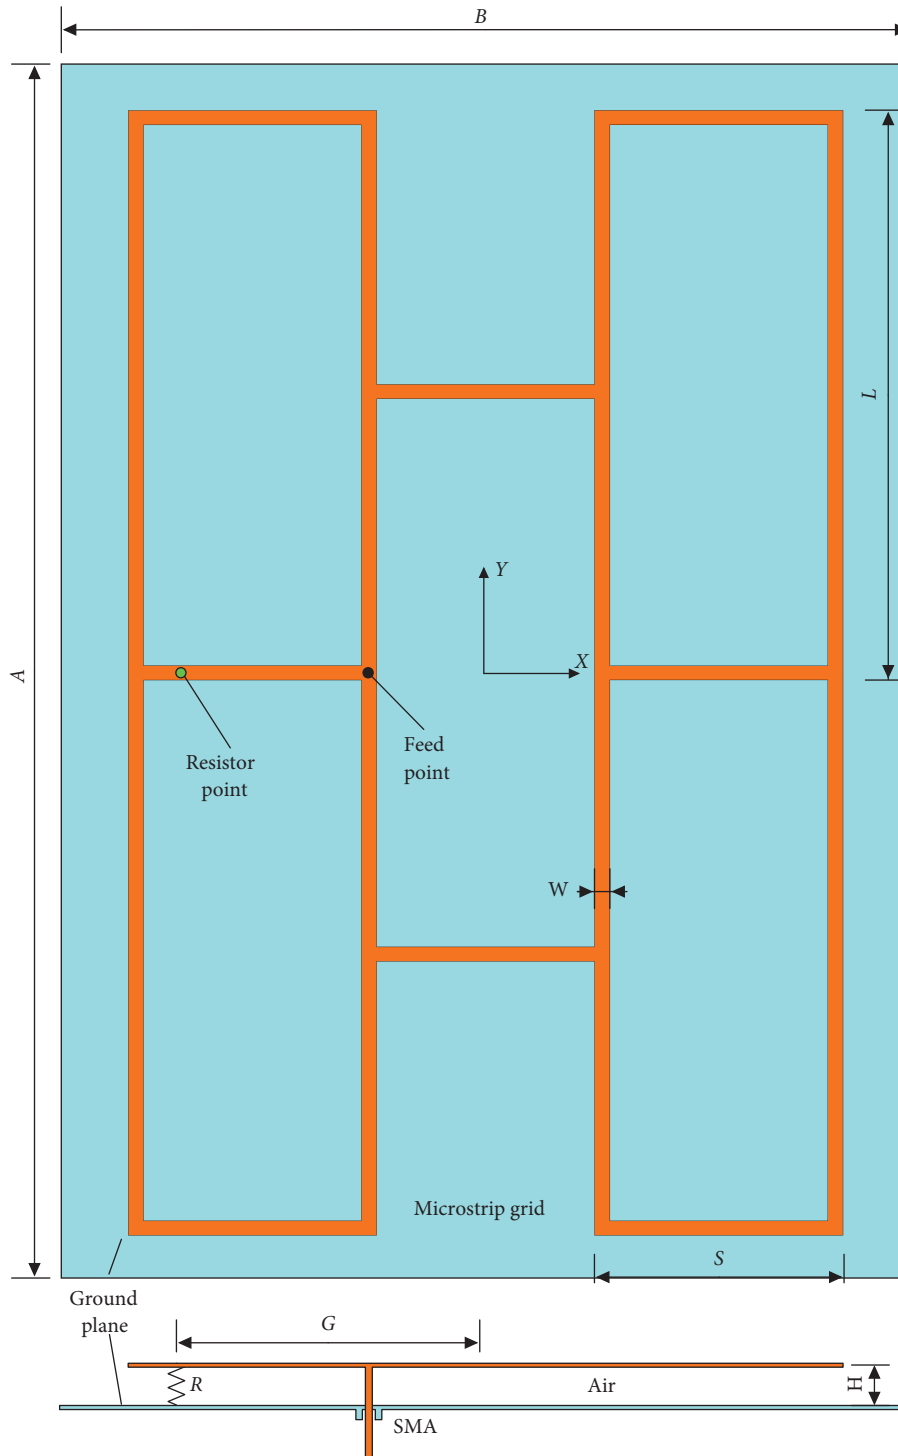 B
L
Y
X
A
Feed
point
Resistor
point
W
Microstrip grid
S
Ground
plane
G
R
Air
H
SMA